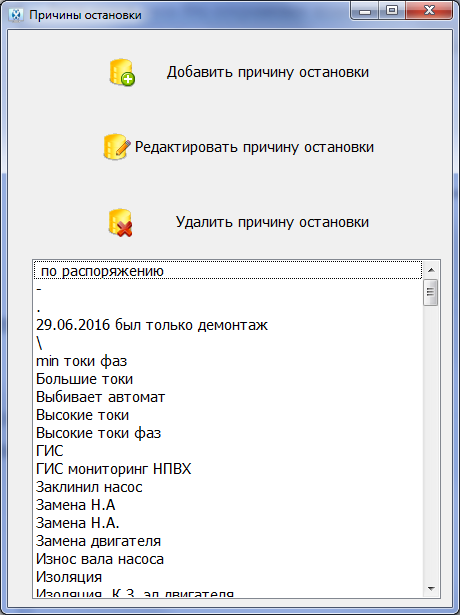 Причины остановки
Добавить причину остановки
Редактировать причину остановки
Удалить причину остановки
по распоряжению
-
.
29.06.2016 был только демонтаж
\
min токи фаз
Большие токи
Выбивает автомат
Высокие токи
Высокие токи фаз
ГИС
ГИС мониторинг НПВХ
Заклинил насос
Замена Н.А
Замена Н.А.
Замена двигателя
Износ вала насоса
Изоляция
Изоляция. К.З. эл.двигателя